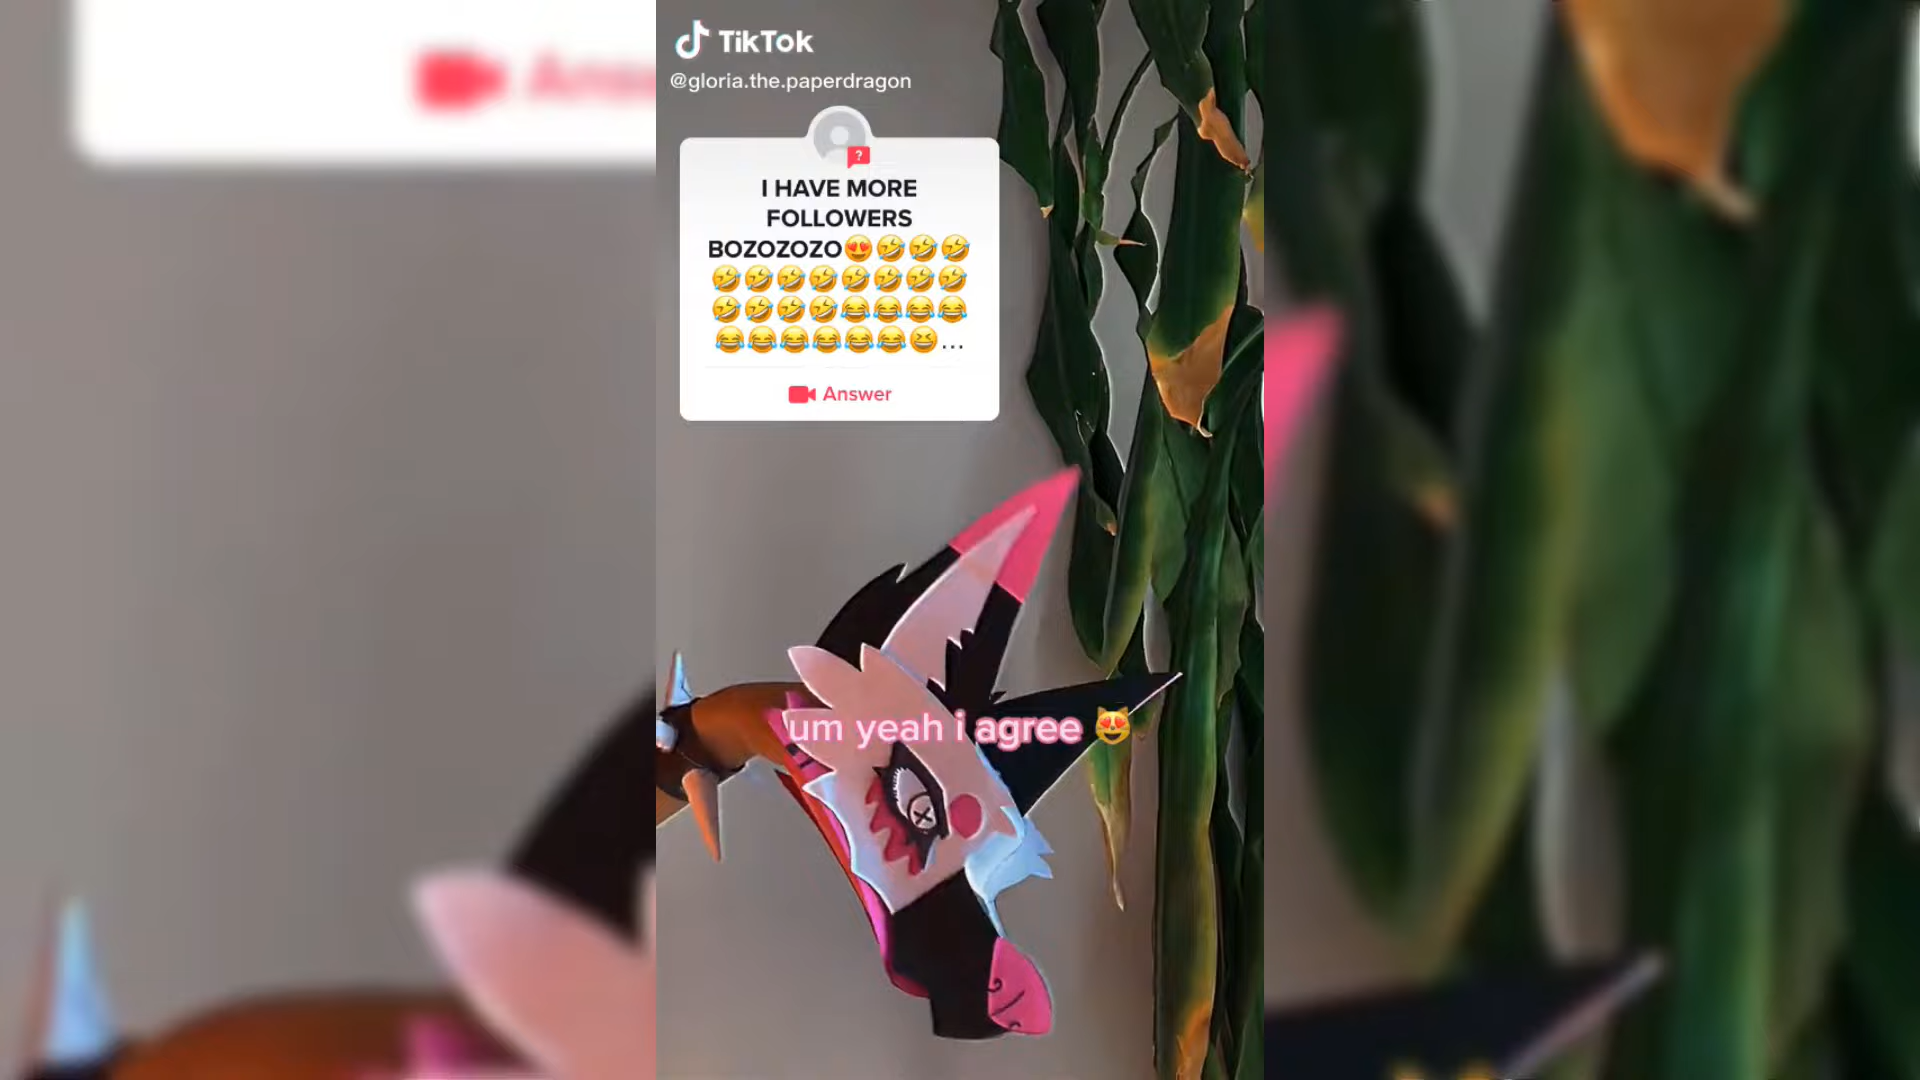 TikTok
@gloria.the.paperdragon
?
I HAVE MORE
FOLLOWERS
BOZOZOZO😍🤣🤣🤣
🤣🤣🤣🤣🤣🤣🤣🤣
🤣🤣🤣🤣😂😂😂😂
😂😂😂😂😂😂😆...
Answer
um yeah i agree 😻